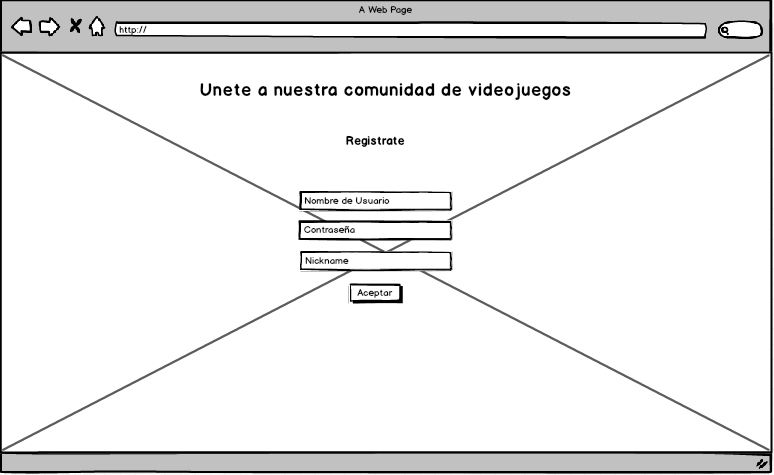 A Web Page
http://
Unete a nuestra comunidad de videojuegos
Registrate
Nombre de Usuario
Contraseña
Nickname
Aceptar